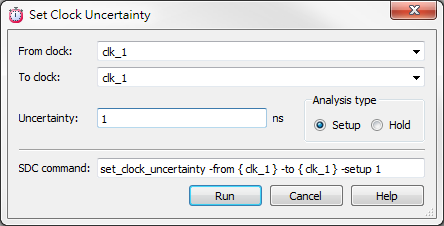 Set Clock Uncertainty
From clock: clk_1
To clock: clk_1
Analysis type
Uncertainty: 1 ns Setup Hold
SDC command: set_clock_uncertainty -from { clk_1 } -to { clk_1 } -setup 1
Run Cancel Help